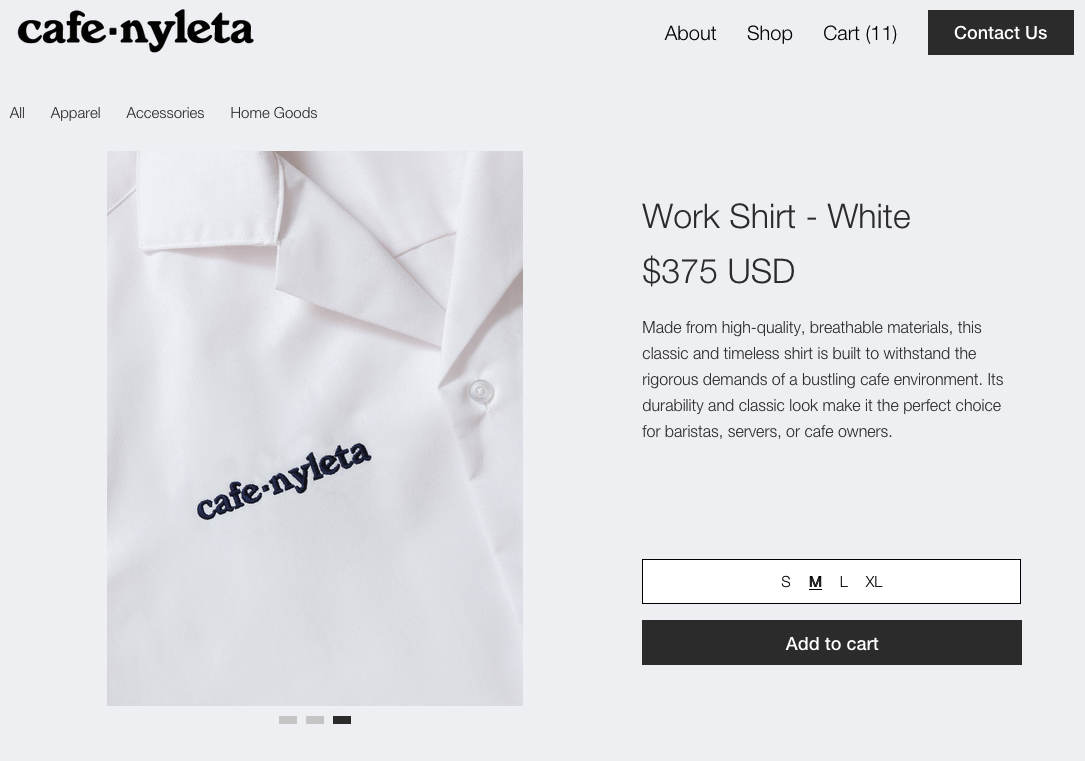 cafe·nyleta
About Shop Cart (11) Contact Us
All Apparel Accessories Home Goods
Work Shirt - White
$375 USD
Made from high-quality, breathable materials, this
classic and timeless shirt is built to withstand the
rigorous demands of a bustling cafe environment. Its
durability and classic look make it the perfect choice
for baristas, servers, or cafe owners.
cafe·nyleta
S M L XL
Add to cart